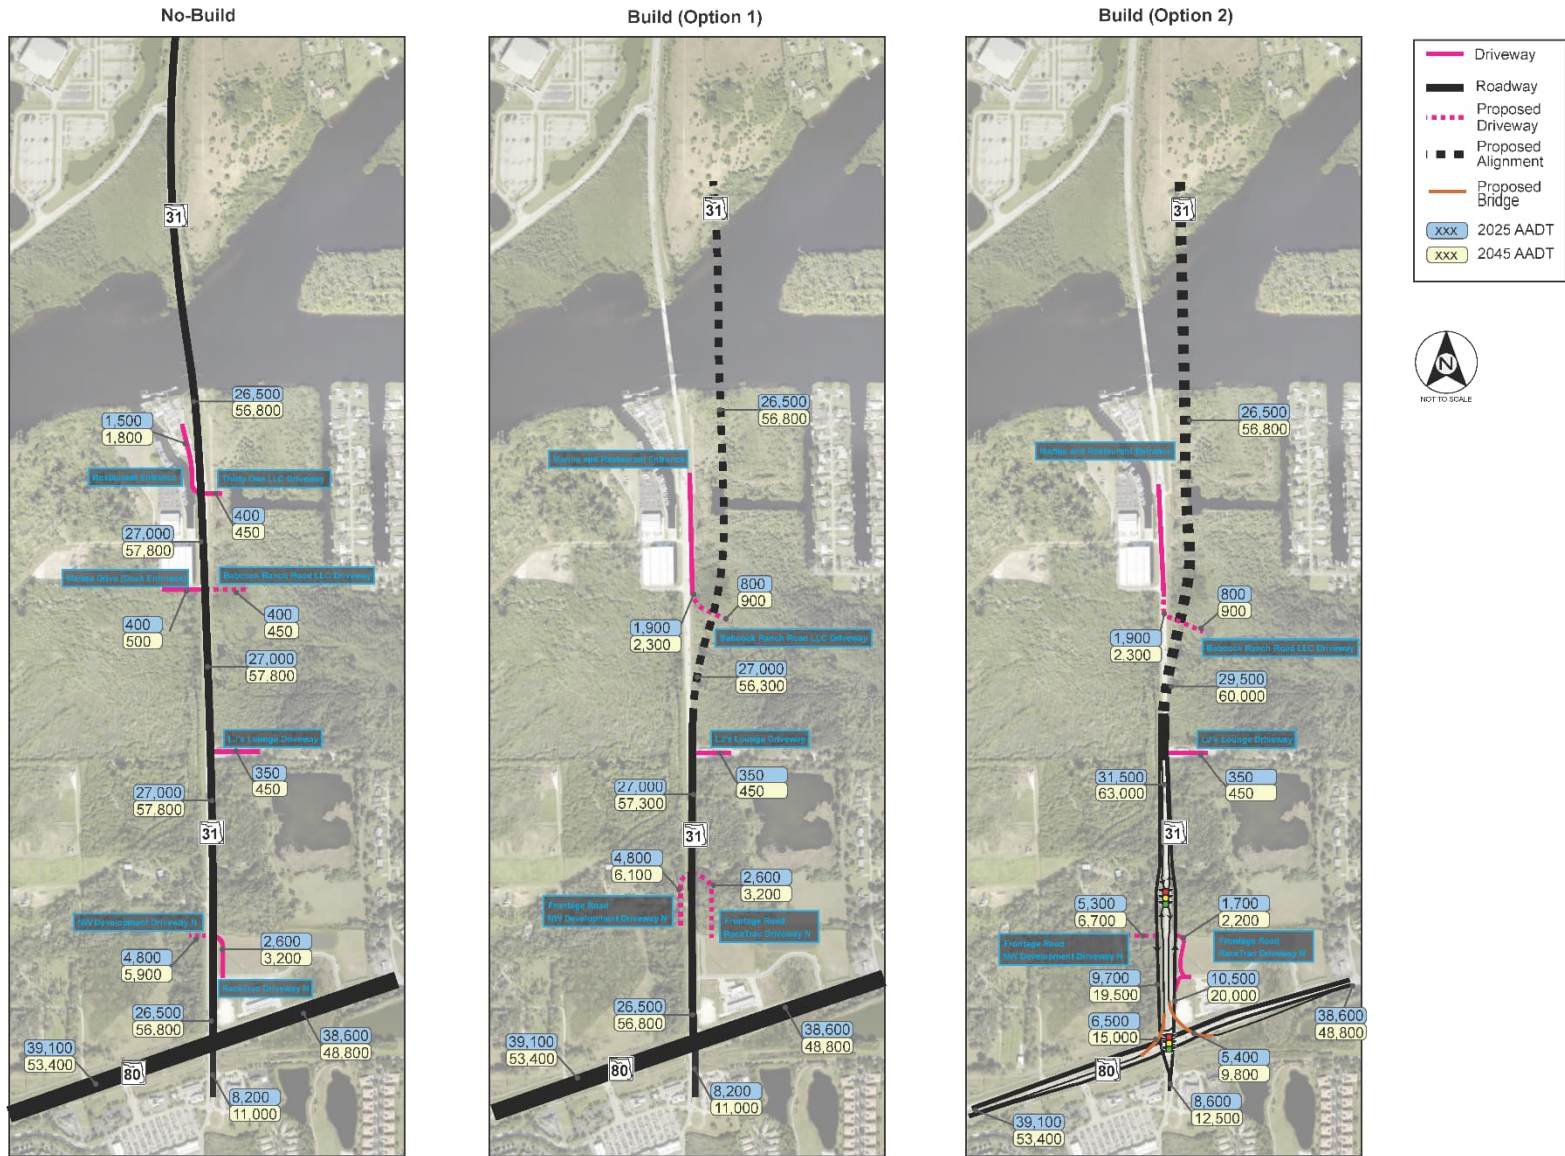 No-Build
Build (Option 1)
Build (Option 2)
31
26,500
56,800
1,500
1,800
Restaurant Entrance
Thirty One LLC Driveway
400
450
27,000
57,800
Babcock Ranch Road LLC Driveway
400
500
400
450
27,000
57,800
LJ's Lounge Driveway
350
450
27,000
57,800
31
NW Development Driveway N
4,800
5,900
2,600
3,200
RaceTrac Driveway N
26,500
56,800
39,100
53,400
80
38,600
48,800
8,200
11,000
31
26,500
56,800
Marina and Restaurant Entrance
800
900
1,900
2,300
Babcock Ranch Road LLC Driveway
27,000
56,300
LJ's Lounge Driveway
350
450
27,000
57,300
31
4,800
6,100
2,600
3,200
Frontage Road
NW Development Driveway N
Frontage Road
RaceTrac Driveway N
26,500
56,800
39,100
53,400
80
38,600
48,800
8,200
11,000
31
26,500
56,800
Marina and Restaurant Entrance
800
900
1,900
2,300
Babcock Ranch Road LLC Driveway
29,500
60,000
LJ's Lounge Driveway
31,500
63,000
350
450
31
5,300
6,700
1,700
2,200
Frontage Road
NW Development Driveway N
Frontage Road
RaceTrac Driveway N
9,700
19,500
10,500
20,000
6,500
15,000
38,600
48,800
5,400
9,800
80
8,600
12,500
39,100
53,400
Driveway
Roadway
Proposed
Driveway
Proposed
Alignment
Proposed
Bridge
xxx 2025 AADT
xxx 2045 AADT
N
NOT TO SCALE